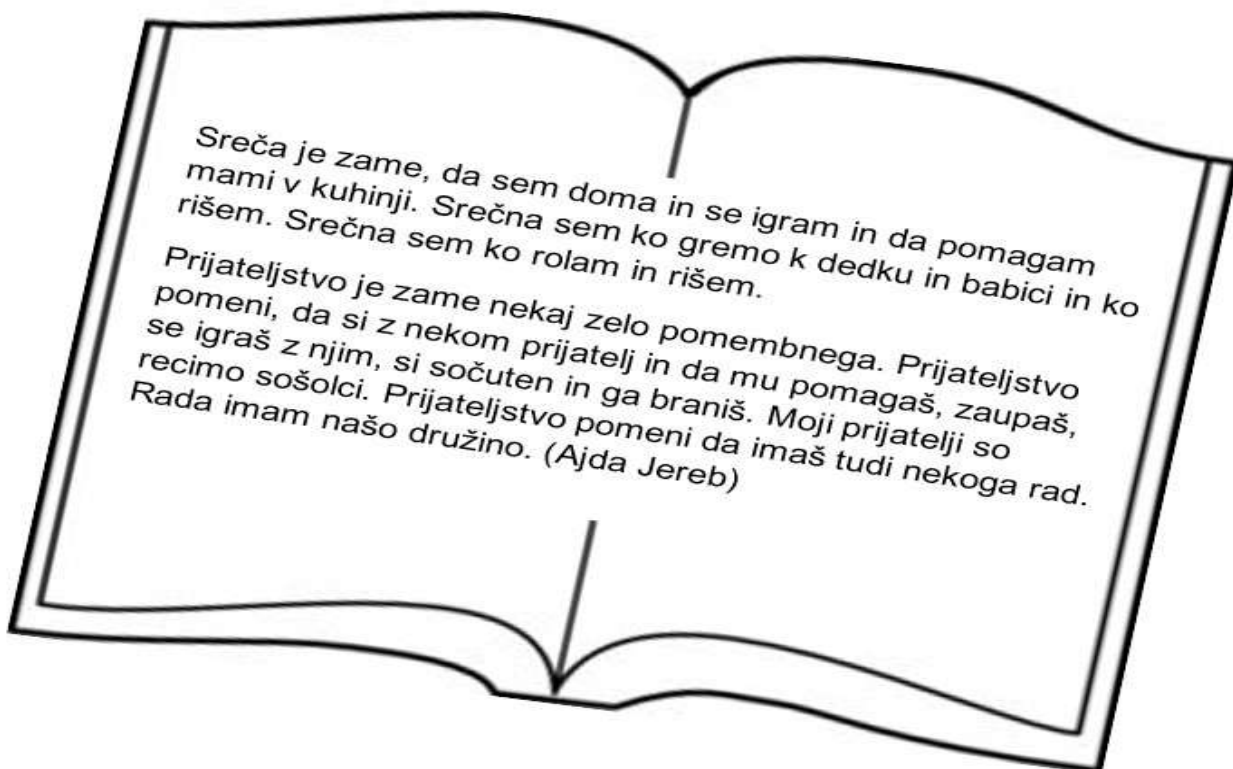 Sreča je zame, da sem doma in se igram in da pomagam
mami v kuhinji. Srečna sem ko gremo k dedku in babici in ko
rišem. Srečna sem ko rolam in rišem.
Prijateljstvo je zame nekaj zelo pomembnega. Prijateljstvo
pomeni, da si z nekom prijatelj in da mu pomagaš, zaupaš,
se igraš z njim, si sočuten in ga braniš. Moji prijatelji so
recimo sošolci. Prijateljstvo pomeni da imaš tudi nekoga rad.
Rada imam našo družino. (Ajda Jereb)